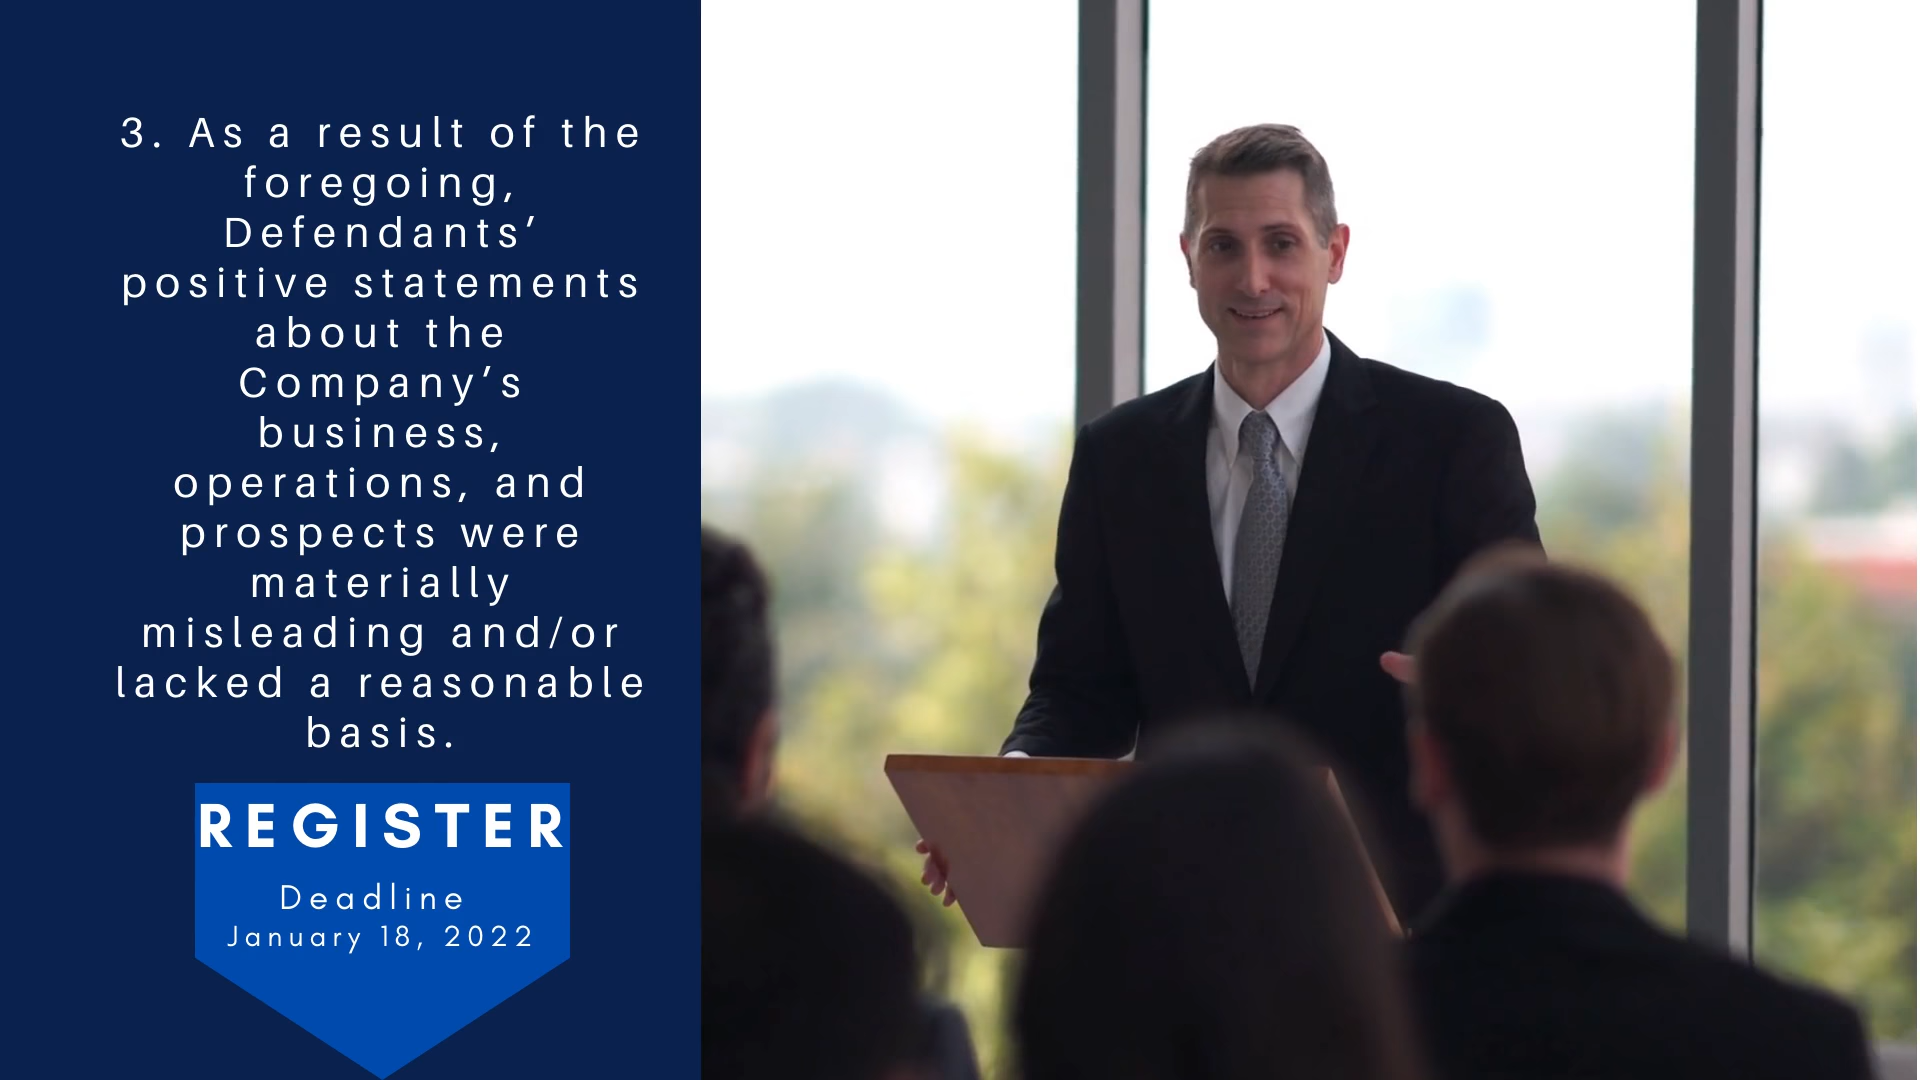 3. As a result of the
foregoing,
Defendants’
positive statements
about the
Company’s
business,
operations, and
prospects were
materially
misleading and/or
lacked a reasonable
basis.
REGISTER
Deadline
January 18, 2022